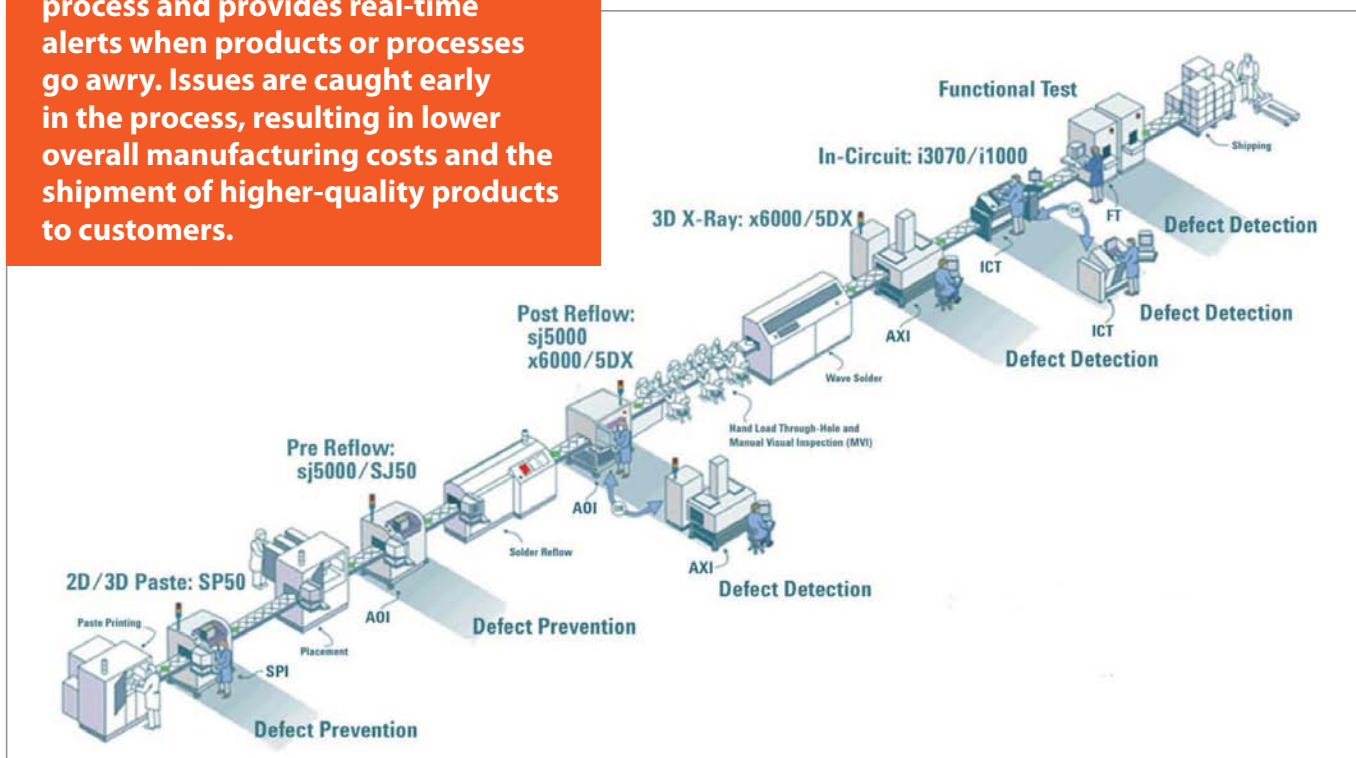 process and provides real-time
alerts when products or processes
go awry. Issues are caught early
in the process, resulting in lower
overall manufacturing costs and the
shipment of higher-quality products
to customers.
Functional Test
Shipping
In-Circuit: i3070/i1000
FT
Defect Detection
3D X-Ray: x6000/5DX
ICT
ICT
Defect Detection
AXI
Defect Detection
Post Reflow:
sj5000
x6000/5DX
Wave Solder
Hand Load Through-Hole and
Manual Visual Inspection (MVI)
Pre Reflow:
sj5000/SJ50
AOI
Solder Reflow
AXI
Defect Detection
2D/3D Paste: SP50
AOI
Defect Prevention
Paste Printing
Placement
SPI
Defect Prevention